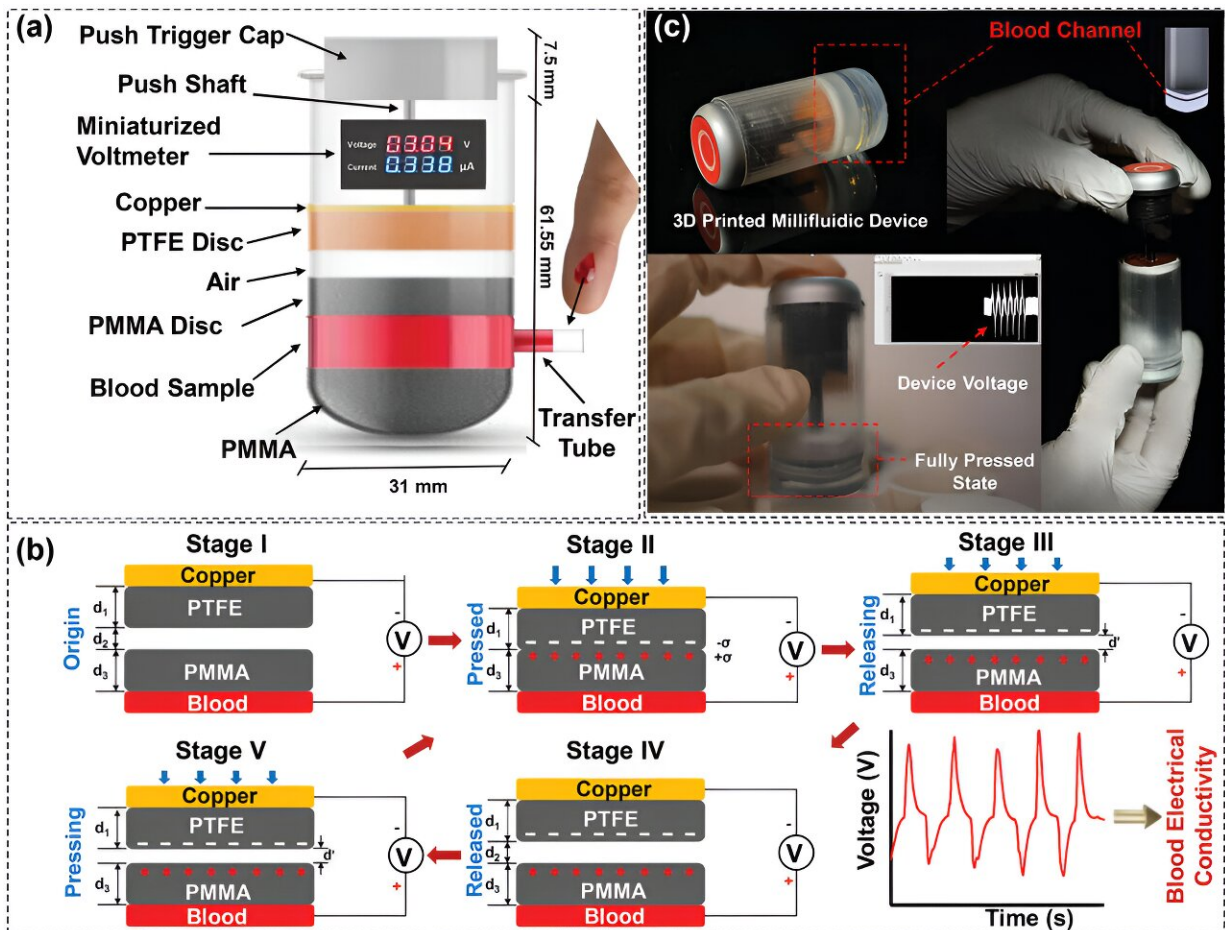 (a)
Push Trigger Cap
Push Shaft
Miniaturized
Voltmeter
Voltage 03.04 V
Current 0.338 µA
Copper
PTFE Disc
Air
PMMA Disc
Blood Sample
PMMA
Transfer
Tube
7.5 mm
61.55 mm
31 mm
(c)
Blood Channel
3D Printed Millifluidic Device
Device Voltage
Fully Pressed
State
(b)
Stage I
Origin
Copper
d1
PTFE
d2
d3
PMMA
Blood
-
V
+
Stage II
Pressed
Copper
d1
PTFE
-σ
+σ
d3
PMMA
Blood
-
V
+
Stage III
Releasing
Copper
d1
PTFE
d'
d3
PMMA
Blood
-
V
+
Stage V
Pressing
Copper
d1
PTFE
d'
d3
PMMA
Blood
-
V
+
Stage IV
Released
Copper
d1
PTFE
d2
d3
PMMA
Blood
-
V
+
Voltage (V)
Time (s)
Blood Electrical
Conductivity